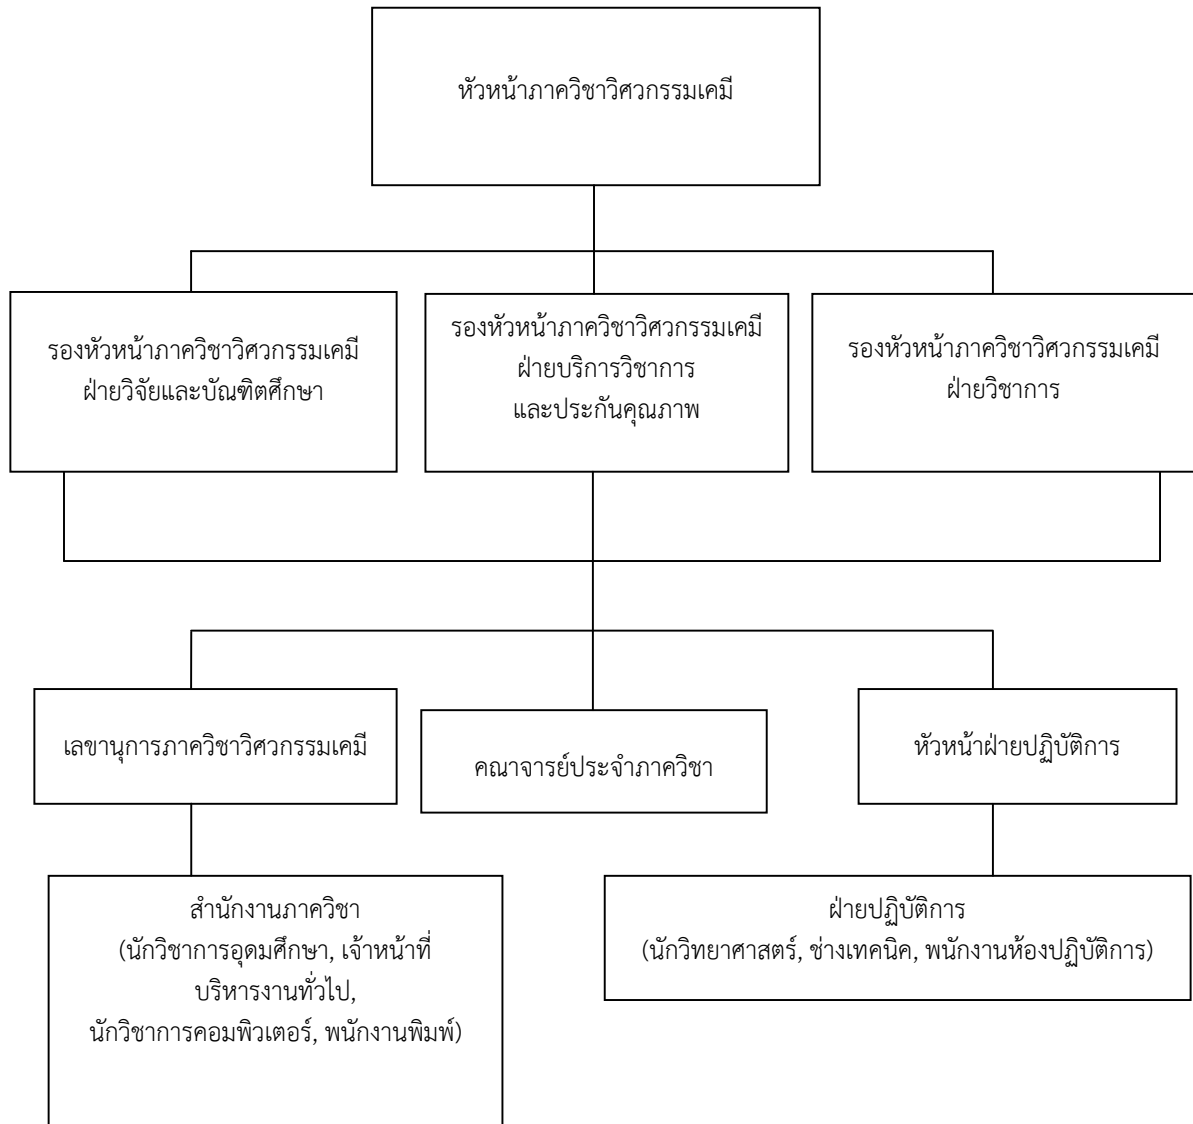 หัวหน้าภาควิชาวิศวกรรมเคมี
รองหัวหน้าภาควิชาวิศวกรรมเคมี
ฝ่ายวิจัยและบัณฑิตศึกษา
รองหัวหน้าภาควิชาวิศวกรรมเคมี
ฝ่ายบริการวิชาการ
และประกันคุณภาพ
รองหัวหน้าภาควิชาวิศวกรรมเคมี
ฝ่ายวิชาการ
เลขานุการภาควิชาวิศวกรรมเคมี
คณาจารย์ประจำภาควิชา
หัวหน้าฝ่ายปฏิบัติการ
สำนักงานภาควิชา
(นักวิชาการอุดมศึกษา, เจ้าหน้าที่
บริหารงานทั่วไป,
นักวิชาการคอมพิวเตอร์, พนักงานพิมพ์)
ฝ่ายปฏิบัติการ
(นักวิทยาศาสตร์, ช่างเทคนิค, พนักงานห้องปฏิบัติการ)